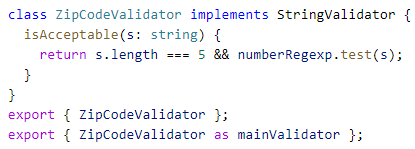 class ZipCodeValidator implements StringValidator {
  isAcceptable(s: string) {
    return s.length === 5 && numberRegexp.test(s);
  }
}
export { ZipCodeValidator };
export { ZipCodeValidator as mainValidator };